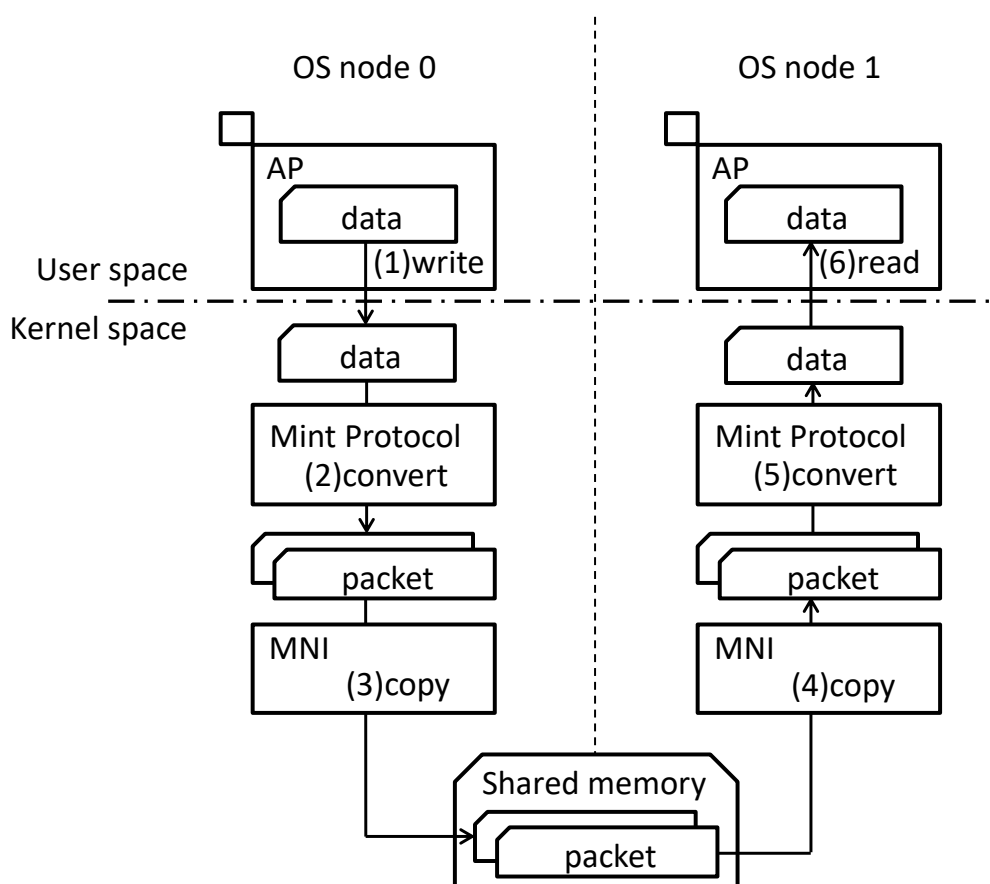 OS node 0
OS node 1
AP
AP
data
data
(1)write
(6)read
User space
Kernel space
data
data
Mint Protocol
(2)convert
Mint Protocol
(5)convert
packet
packet
MNI
(3)copy
MNI
(4)copy
Shared memory
packet